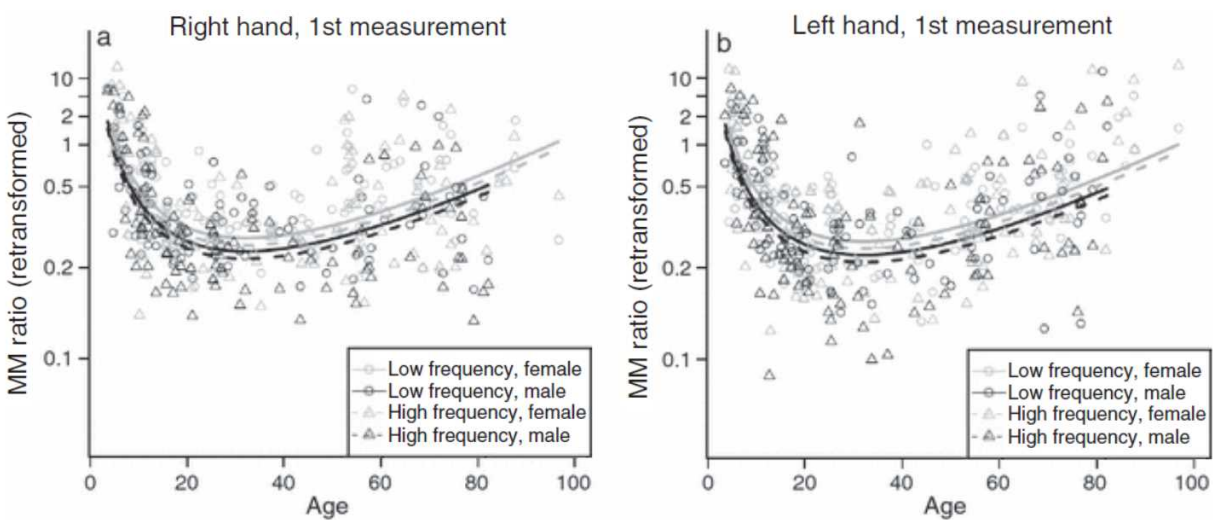 Right hand, 1st measurement
a
MM ratio (retransformed)
10
2
1
0.5
0.2
0.1
Low frequency, female
Low frequency, male
High frequency, female
High frequency, male
0 20 40 60 80 100
Age
Left hand, 1st measurement
b
MM ratio (retransformed)
10
2
1
0.5
0.2
0.1
Low frequency, female
Low frequency, male
High frequency, female
High frequency, male
0 20 40 60 80 100
Age